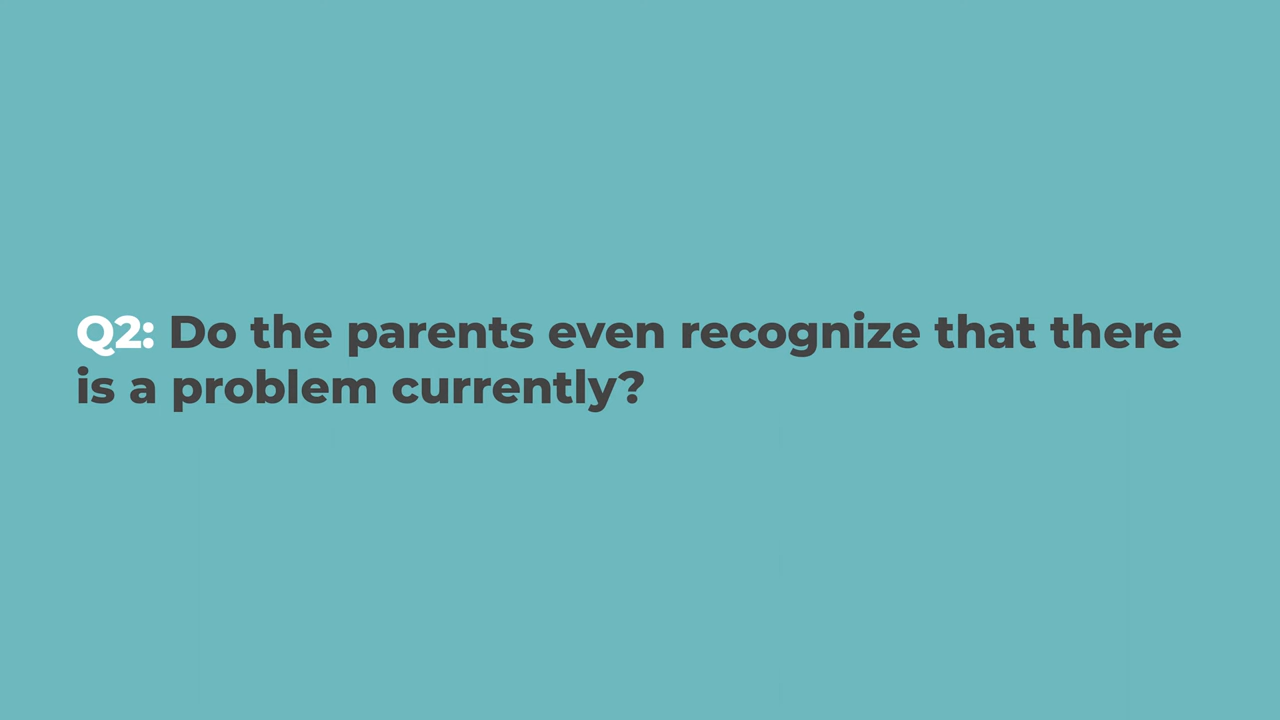 Q2: Do the parents even recognize that there
is a problem currently?